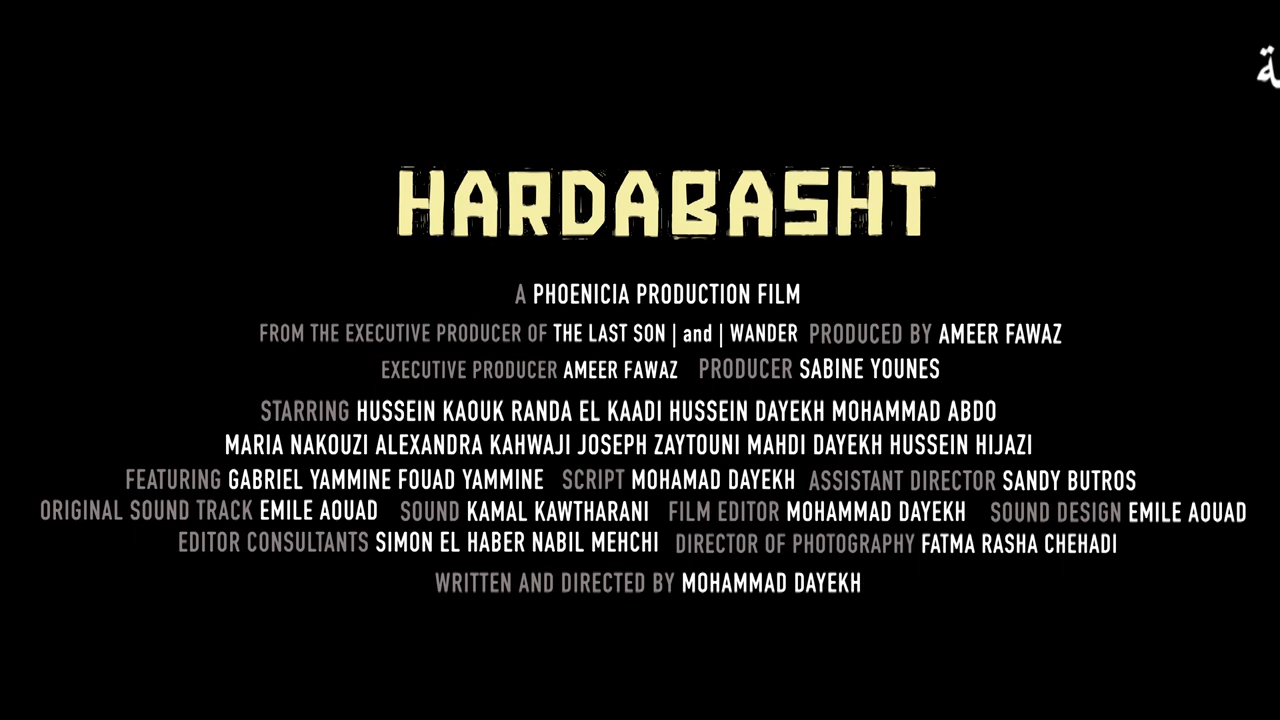 HARDABASHT
A PHOENICIA PRODUCTION FILM
FROM THE EXECUTIVE PRODUCER OF THE LAST SON | and | WANDER PRODUCED BY AMEER FAWAZ
EXECUTIVE PRODUCER AMEER FAWAZ PRODUCER SABINE YOUNES
STARRING HUSSEIN KAOUK RANDA EL KAADI HUSSEIN DAYEKH MOHAMMAD ABDO
MARIA NAKOUZI ALEXANDRA KAHWAJI JOSEPH ZAYTOUNI MAHDI DAYEKH HUSSEIN HIJAZI
FEATURING GABRIEL YAMMINE FOUAD YAMMINE SCRIPT MOHAMAD DAYEKH ASSISTANT DIRECTOR SANDY BUTROS
ORIGINAL SOUND TRACK EMILE AOUAD SOUND KAMAL KAWTHARANI FILM EDITOR MOHAMMAD DAYEKH SOUND DESIGN EMILE AOUAD
EDITOR CONSULTANTS SIMON EL HABER NABIL MEHCHI DIRECTOR OF PHOTOGRAPHY FATMA RASHA CHEHADI
WRITTEN AND DIRECTED BY MOHAMMAD DAYEKH